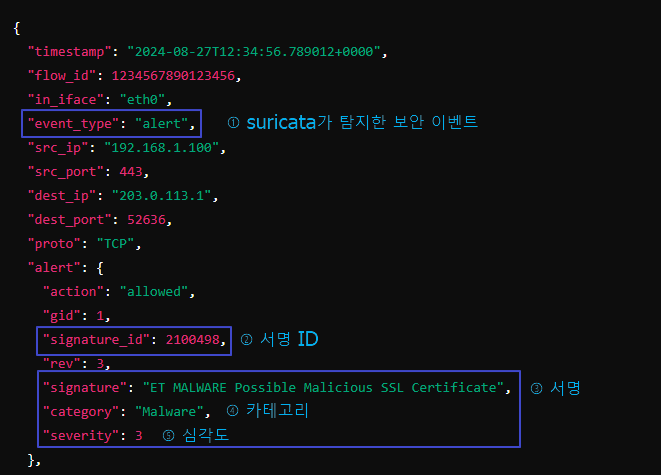 {
"timestamp": "2024-08-27T12:34:56.789012+0000",
"flow_id": 1234567890123456,
"in_iface": "eth0",
"event_type": "alert", ① suricata가 탐지한 보안 이벤트
"src_ip": "192.168.1.100",
"src_port": 443,
"dest_ip": "203.0.113.1",
"dest_port": 52636,
"proto": "TCP",
"alert": {
"action": "allowed",
"gid": 1,
"signature_id": 2100498, ② 서명 ID
"rev": 3,
"signature": "ET MALWARE Possible Malicious SSL Certificate", ③ 서명
"category": "Malware", ④ 카테고리
"severity": 3 ⑤ 심각도
},